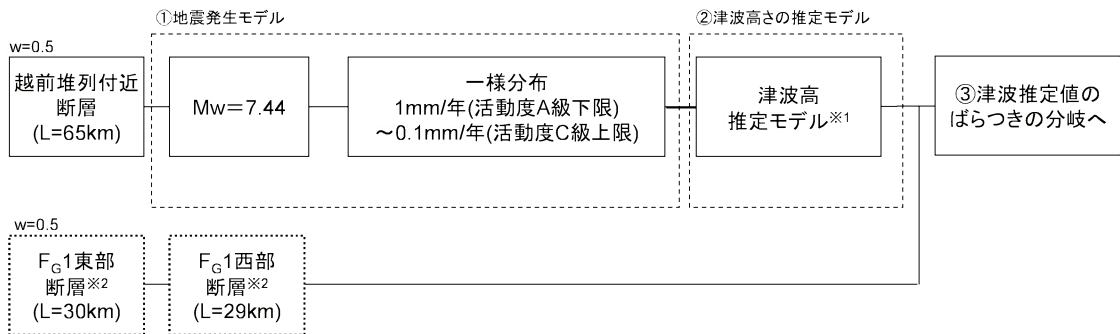 ①地震発生モデル
②津波高さの推定モデル
w=0.5
越前堆列付近
断層
(L=65km)
Mw=7.44
一様分布
1mm/年(活動度A級下限)
～0.1mm/年(活動度C級上限)
津波高
推定モデル※1
③津波推定値の
ばらつきの分岐へ
w=0.5
FG1東部
断層※2
(L=30km)
FG1西部
断層※2
(L=29km)